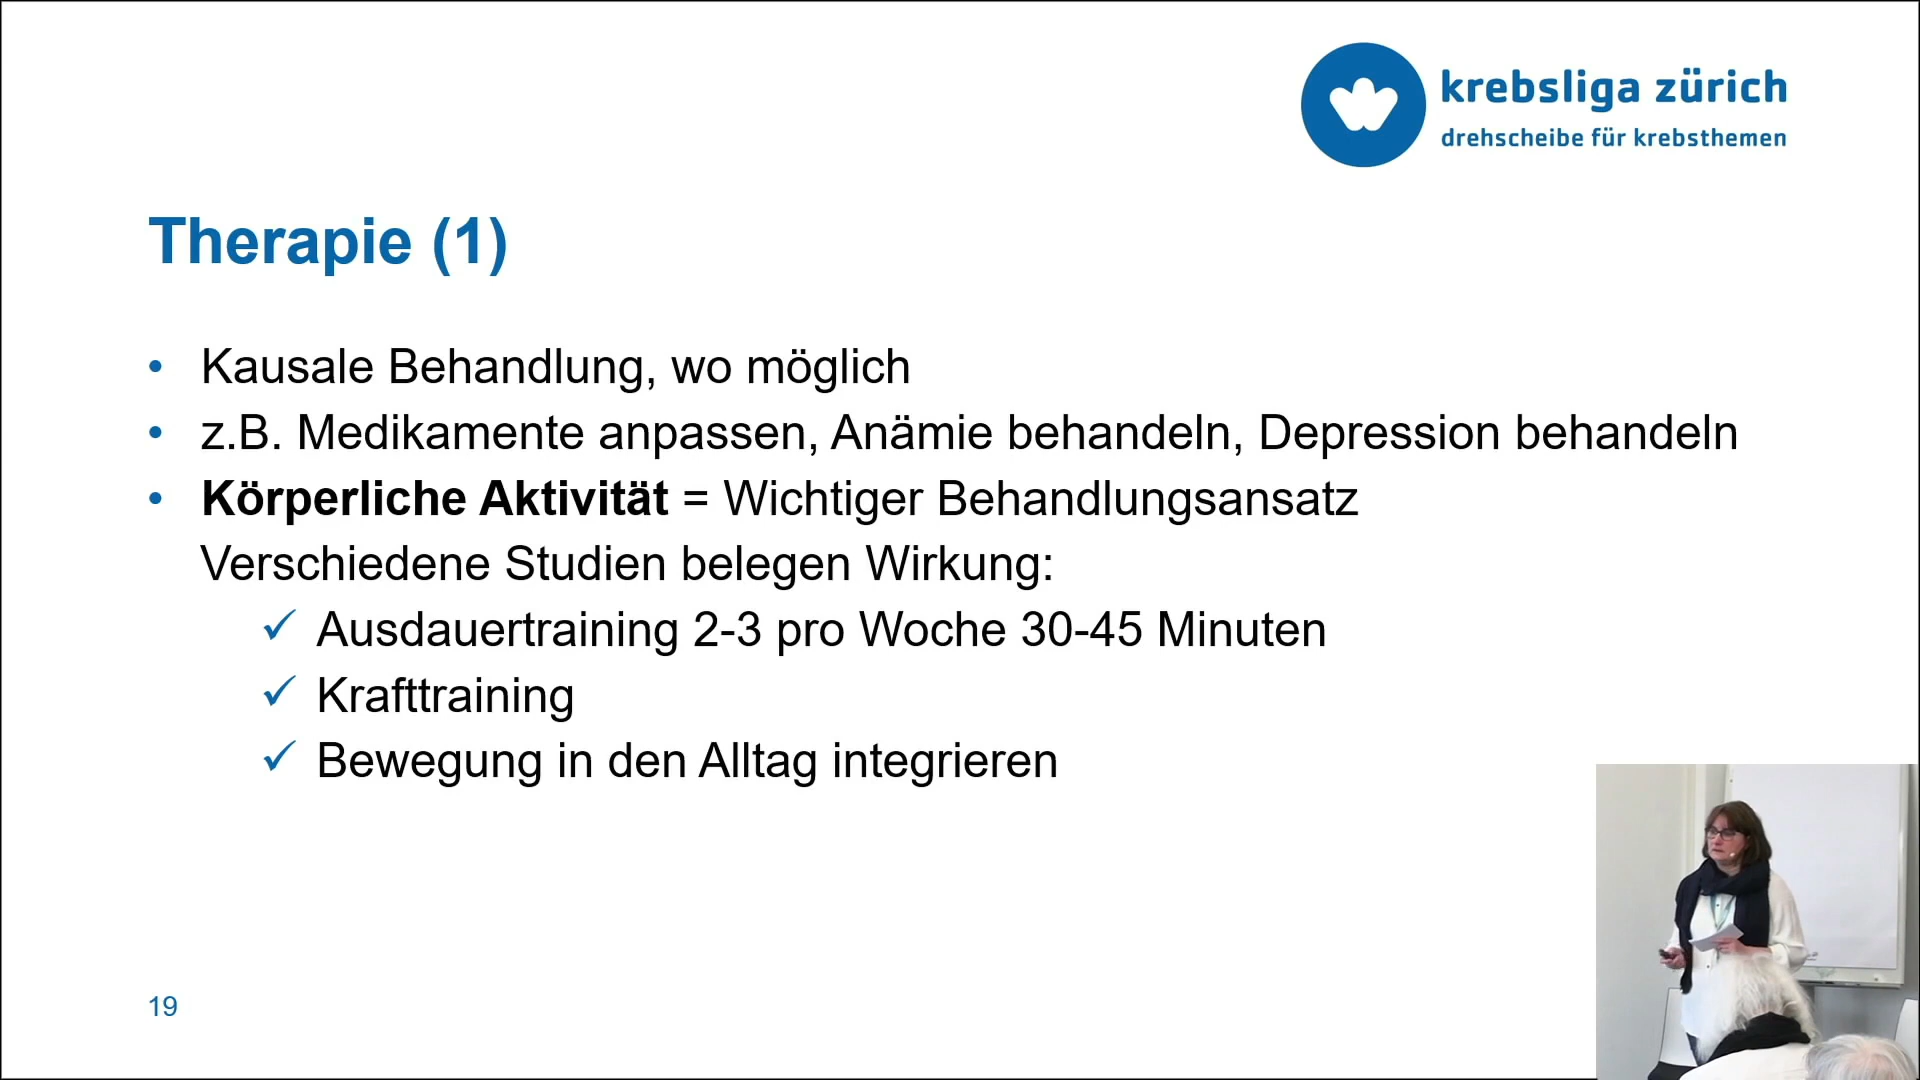 krebsliga zürich
drehscheibe für krebsthemen
Therapie (1)
• Kausale Behandlung, wo möglich
• z.B. Medikamente anpassen, Anämie behandeln, Depression behandeln
• Körperliche Aktivität = Wichtiger Behandlungsansatz
Verschiedene Studien belegen Wirkung:
✓ Ausdauertraining 2-3 pro Woche 30-45 Minuten
✓ Krafttraining
✓ Bewegung in den Alltag integrieren
19